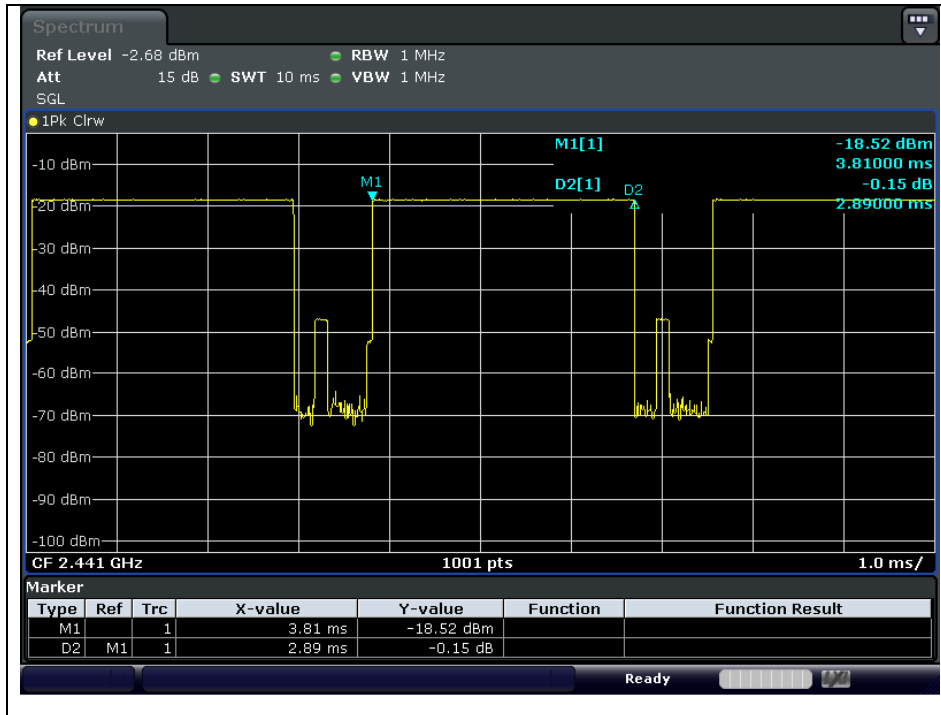 Spectrum
Ref Level -2.68 dBm RBW 1 MHz
Att 15 dB SWT 10 ms VBW 1 MHz
SGL
1Pk Clrw
M1[1] -18.52 dBm
3.81000 ms
D2[1] -0.15 dB
2.89000 ms
M1
D2
-10 dBm
-20 dBm
-30 dBm
-40 dBm
-50 dBm
-60 dBm
-70 dBm
-80 dBm
-90 dBm
-100 dBm
CF 2.441 GHz 1001 pts 1.0 ms/
Marker
Type Ref Trc X-value Y-value Function Function Result
M1 1 3.81 ms -18.52 dBm
D2 M1 1 2.89 ms -0.15 dB
Ready